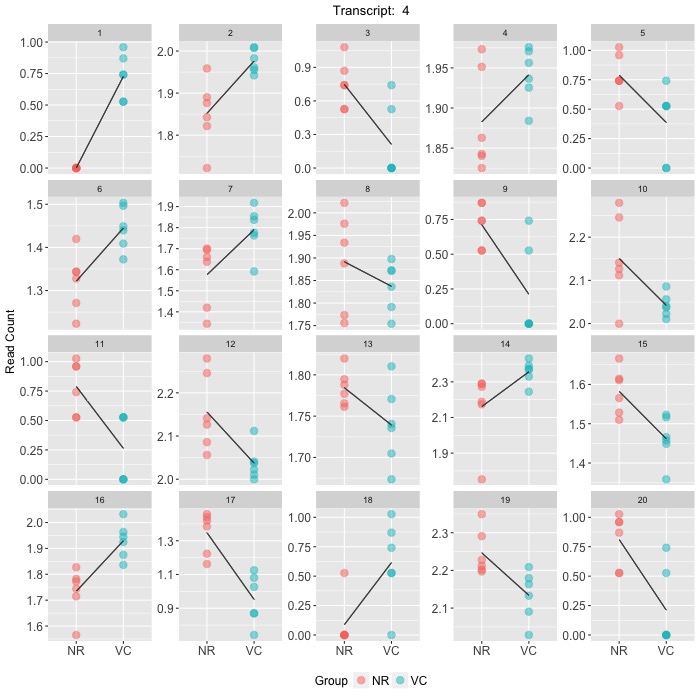 Transcript: 4
1 2 3 4 5
1.00 0.75 0.50 0.25 0.00
2.0 1.9 1.8
0.9 0.6 0.3 0.0
1.95 1.90 1.85
1.00 0.75 0.50 0.25 0.00
6 7 8 9 10
1.5 1.4 1.3
1.9 1.8 1.7 1.6 1.5 1.4
2.00 1.95 1.90 1.85 1.80 1.75
0.75 0.50 0.25 0.00
2.2 2.1 2.0
Read Count
11 12 13 14 15
1.00 0.75 0.50 0.25 0.00
2.2 2.1 2.0
1.80 1.75 1.70
2.3 2.1 1.9
1.6 1.5 1.4
16 17 18 19 20
2.0 1.9 1.8 1.7 1.6
1.3 1.1 0.9
1.00 0.75 0.50 0.25 0.00
2.3 2.2 2.1
1.00 0.75 0.50 0.25 0.00
NR VC NR VC NR VC NR VC NR VC
Group NR VC